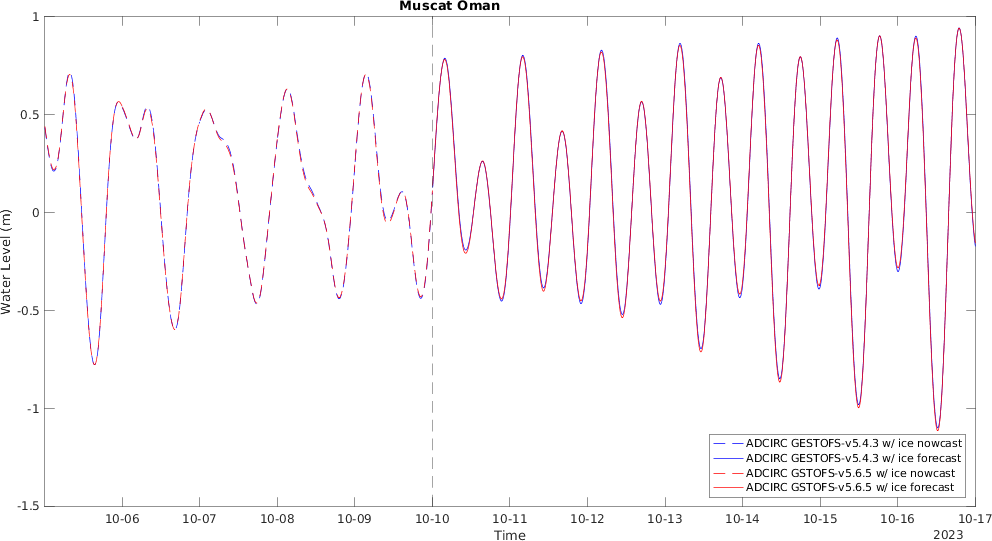 Muscat Oman
1
0.5
0
-0.5
-1
-1.5
Water Level (m)
ADCIRC GESTOFS-v5.4.3 w/ ice nowcast
ADCIRC GESTOFS-v5.4.3 w/ ice forecast
ADCIRC GSTOFS-v5.6.5 w/ ice nowcast
ADCIRC GSTOFS-v5.6.5 w/ ice forecast
10-06 10-07 10-08 10-09 10-10 10-11 10-12 10-13 10-14 10-15 10-16 10-17
Time
2023